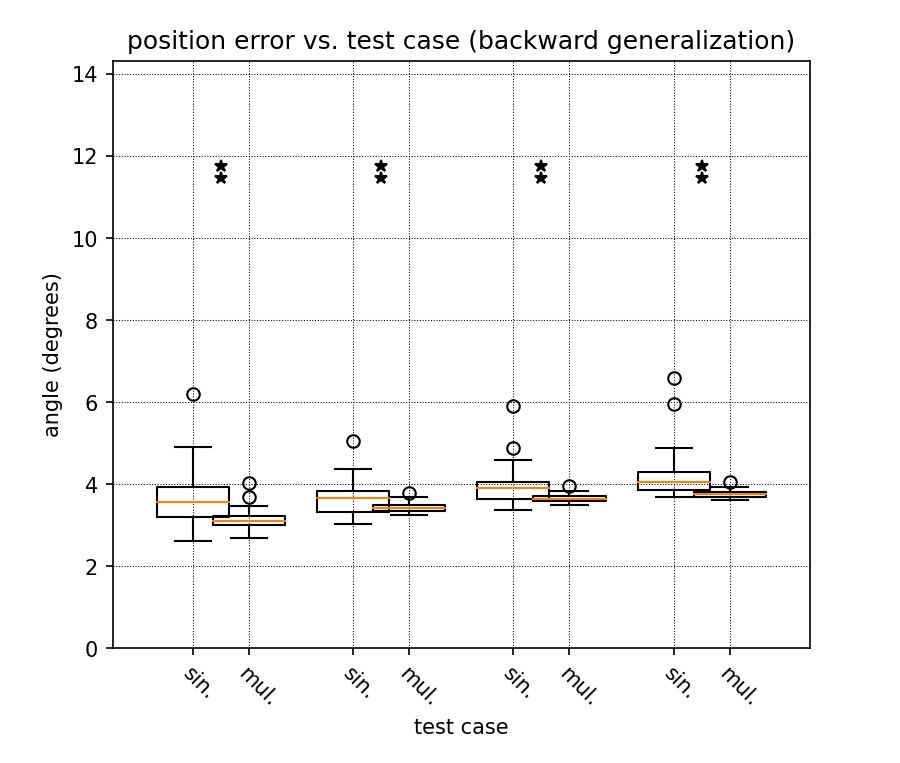 position error vs. test case (backward generalization)
14
12
10
8
6
4
2
0
angle (degrees)
sin. mul. sin. mul. sin. mul. sin. mul.
test case